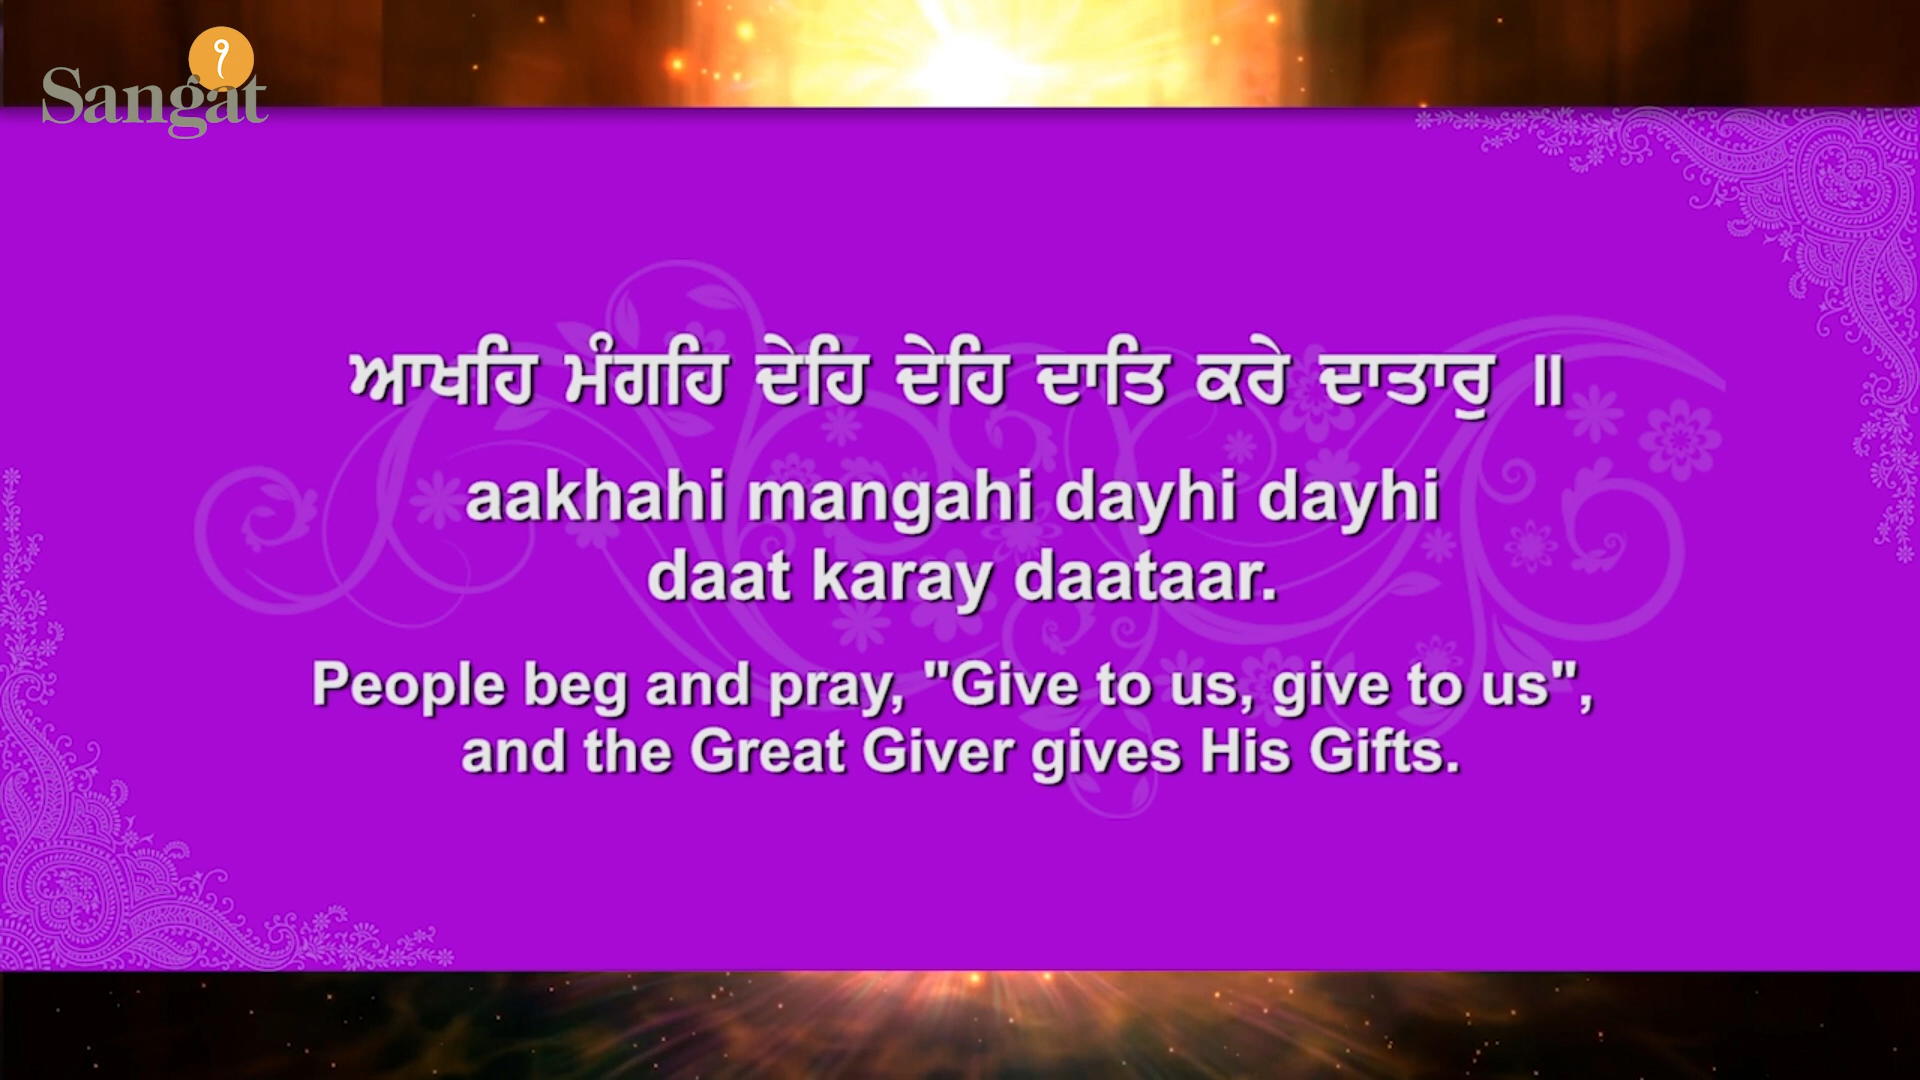 ੧
Sangat
ਆਖਹਿ ਮੰਗਹਿ ਦੇਹਿ ਦੇਹਿ ਦਾਤਿ ਕਰੇ ਦਾਤਾਰੁ ॥
aakhahi mangahi dayhi dayhi
daat karay daataar.
People beg and pray, "Give to us, give to us",
and the Great Giver gives His Gifts.